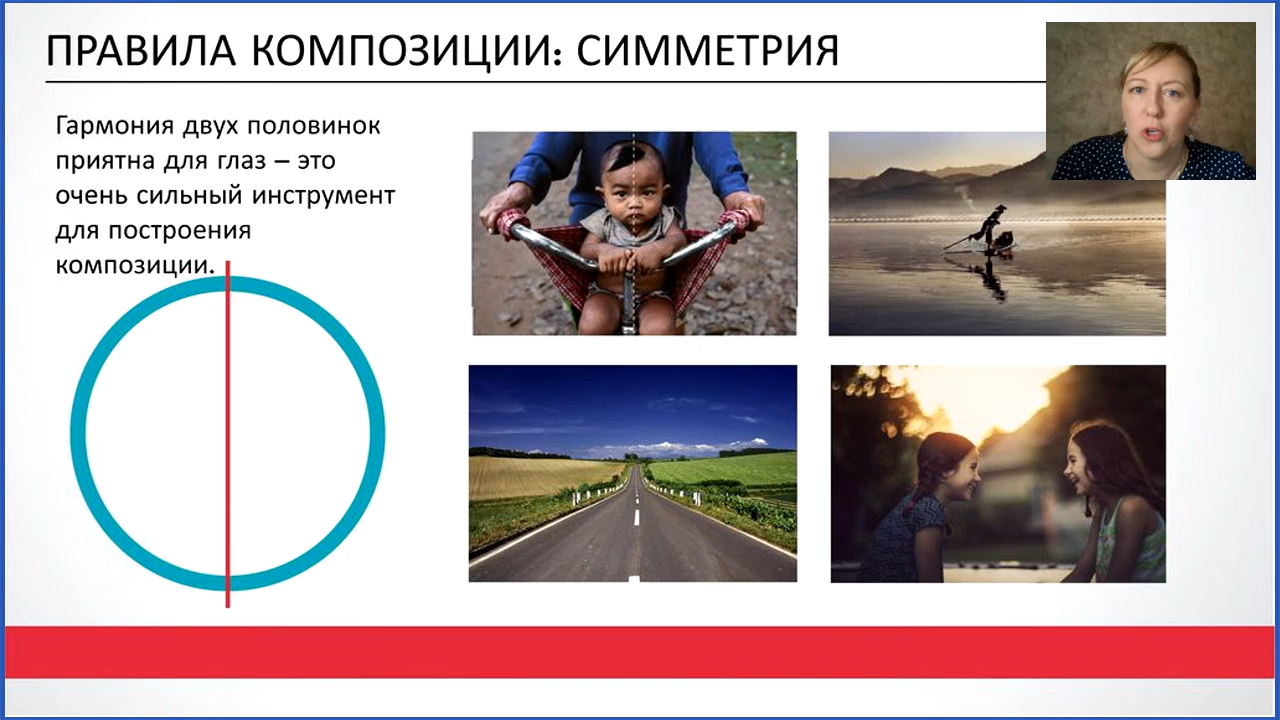 ПРАВИЛА КОМПОЗИЦИИ: СИММЕТРИЯ
Гармония двух половинок
приятна для глаз – это
очень сильный инструмент
для построения
композиции.